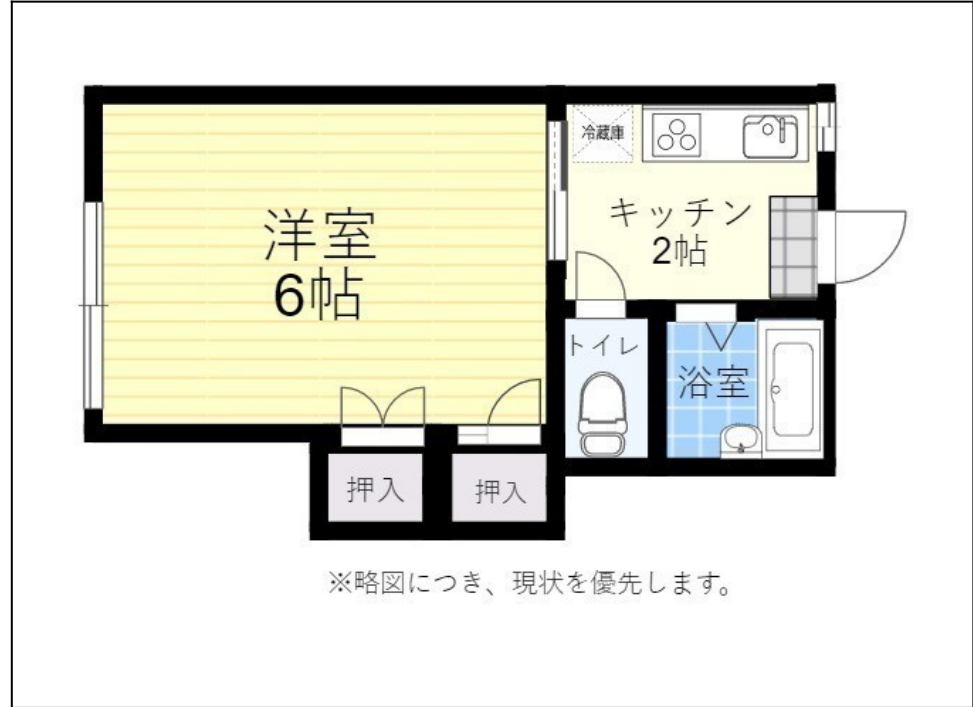 冷蔵庫
洋室
6帖
キッチン
2帖
トイレ
浴室
押入
押入
※略図につき、現状を優先します。